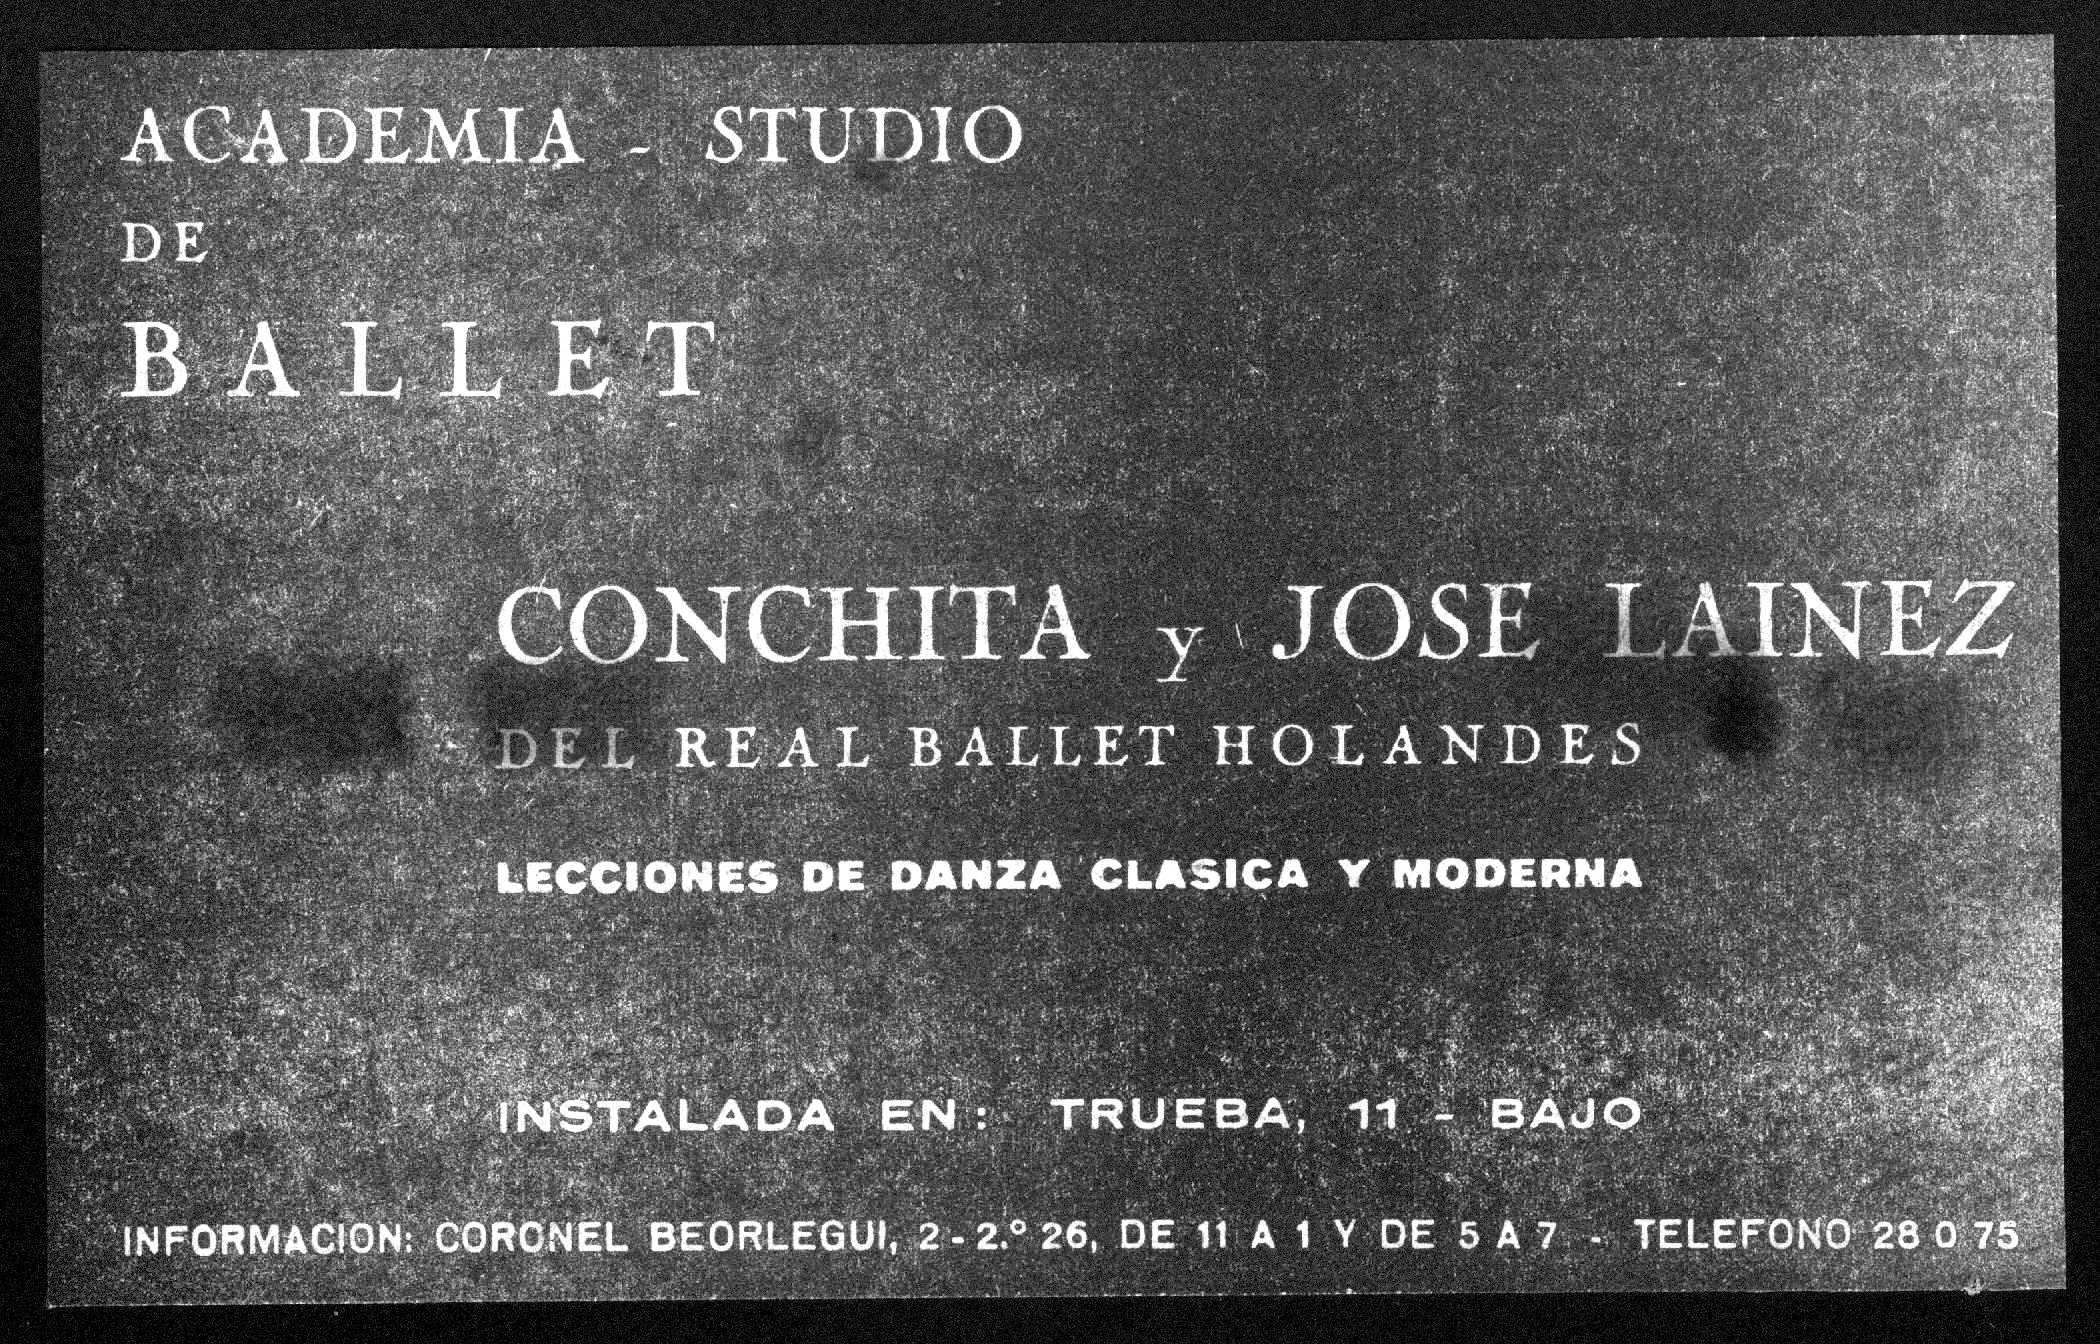 ACADEMIA - STUDIO
DE
BALLET
CONCHITA y JOSE LAINEZ
DEL REAL BALLET HOLANDES
LECCIONES DE DANZA CLASICA Y MODERNA
INSTALADA EN: TRUEBA, 11 - BAJO
INFORMACION: CORONEL BEORLEGUI, 2 - 2.º 26, DE 11 A 1 Y DE 5 A 7 - TELEFONO 28 0 75